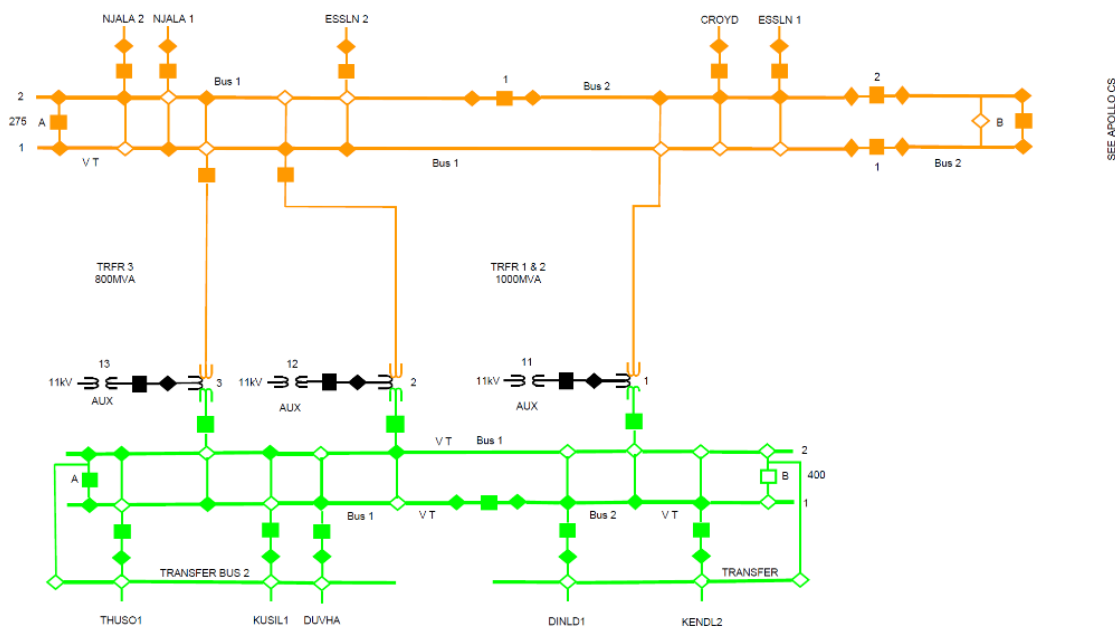 NJALA 2 NJALA 1 ESSLN 2 CROYD ESSLN 1
SEE APOLLO CS
Bus 1 1 Bus 2 2
2
275 A B
1
V T Bus 1 1 Bus 2
TRFR 3
800MVA
TRFR 1 & 2
1000MVA
13 12 11
11kV 3 11kV 2 11kV 1
AUX AUX AUX
V T Bus 1 2
A B 400
1
Bus 1 V T Bus 2 V T
TRANSFER BUS 2 TRANSFER
THUSO1 KUSIL1 DUVHA DINLD1 KENDL2